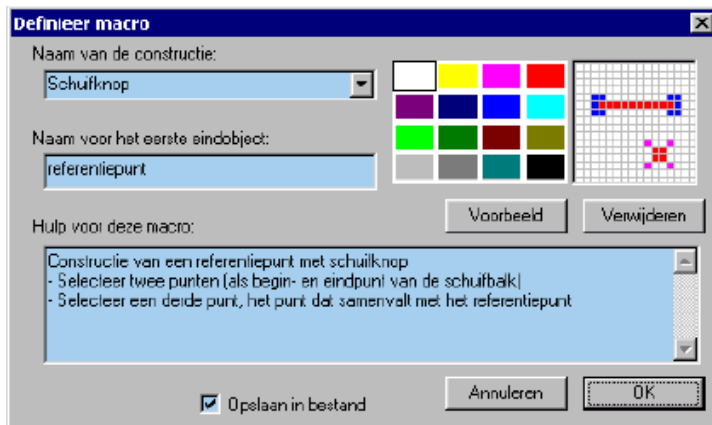 Definieer macro
Naam van de constructie:
Schuifknop
Naam voor het eerste eindobject:
referentiepunt
Voorbeeld
Verwijderen
Hulp voor deze macro:
Constructie van een referentiepunt met schuifknop
- Selecteer twee punten (als begin- en eindpunt van de schuifbalk)
- Selecteer een derde punt, het punt dat samenvalt met het referentiepunt
Opslaan in bestand
Annuleren
OK